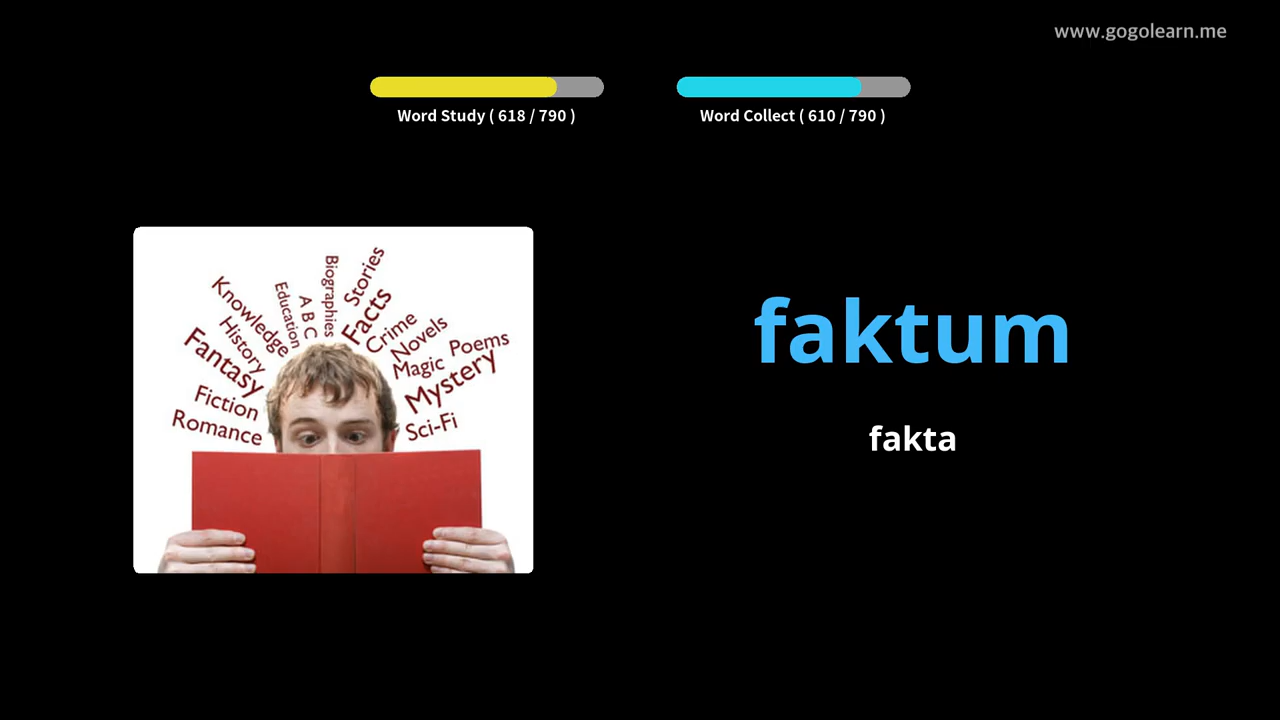 www.gogolearn.me
Word Study ( 618 / 790 )
Word Collect ( 610 / 790 )
Knowledge
History
Fantasy
Fiction
Romance
Education
A B C
Biographies
Stories
Facts
Crime
Novels
Magic
Poems
Mystery
Sci-Fi
faktum
fakta